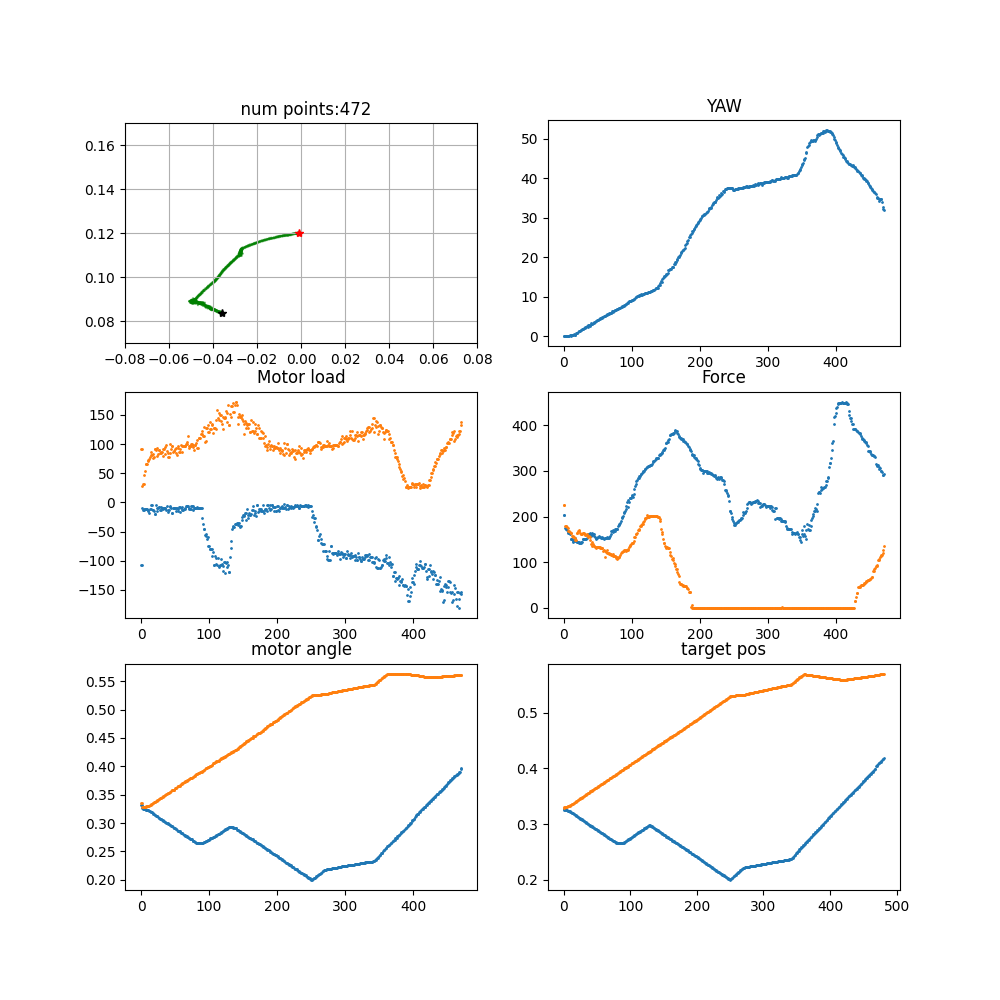 num points:472
YAW
0.16
0.14
0.12
0.10
0.08
−0.08 −0.06 −0.04 −0.02 0.00 0.02 0.04 0.06 0.08
50
40
30
20
10
0
0 100 200 300 400
Motor load
Force
150
100
50
0
−50
−100
−150
0 100 200 300 400
400
300
200
100
0
0 100 200 300 400
motor angle
target pos
0.55
0.50
0.45
0.40
0.35
0.30
0.25
0.20
0 100 200 300 400
0.5
0.4
0.3
0.2
0 100 200 300 400 500